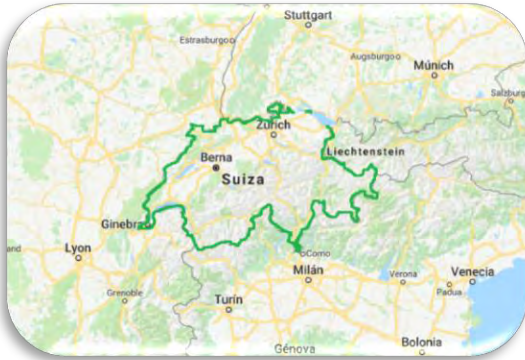 Stuttgart
Estrasburgo
Augsburgo
Múnich
Salzburg
Zúrich
Liechtenstein
Berna
Suiza
Ginebra
Lyon
Como
Milán
Grenoble
Verona
Venecia
Padua
Turín
Génova
Bolonia